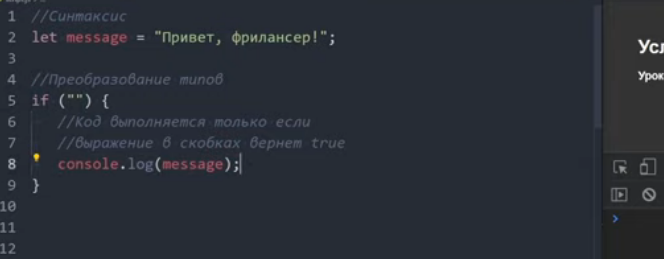 1 //Синтаксис
2 let message = "Привет, фрилансер!";
3
4 //Преобразование типов
5 if ("") {
6 //Код выполняется только если
7 //выражение в скобках вернет true
8 console.log(message);
9 }
10
11
12
Урок